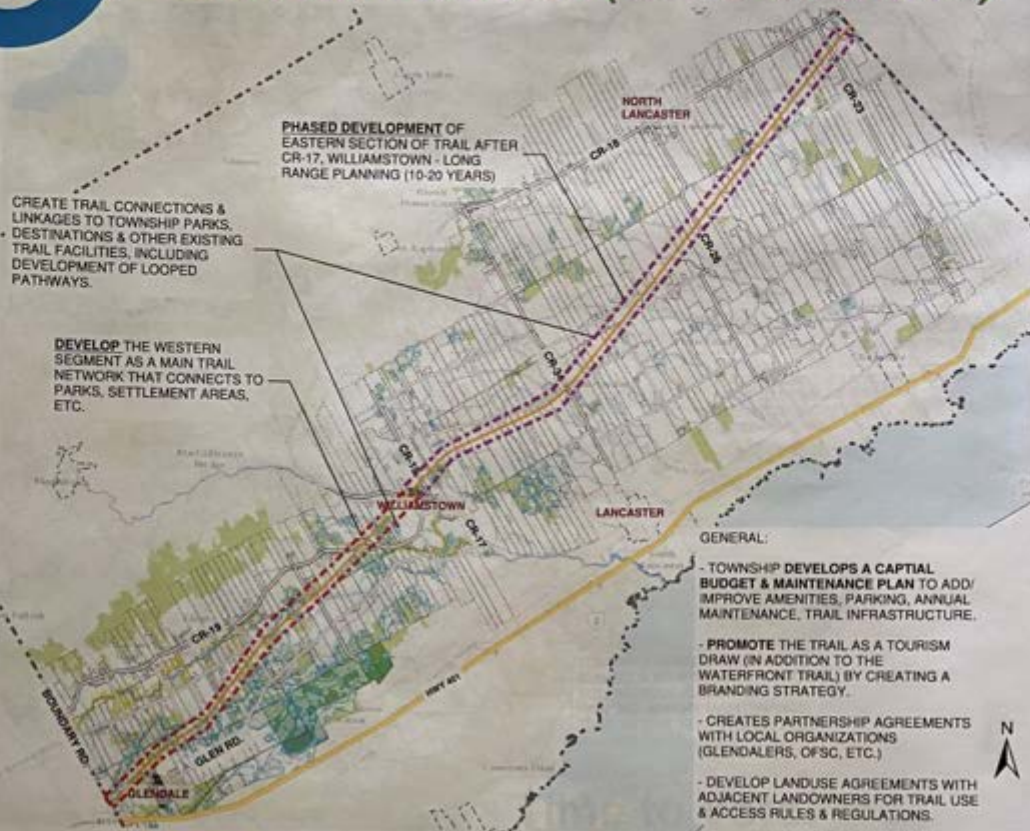 PHASED DEVELOPMENT OF
EASTERN SECTION OF TRAIL AFTER
CR-17, WILLIAMSTOWN - LONG
RANGE PLANNING (10-20 YEARS)
NORTH
LANCASTER
CR-18
CR-23
CREATE TRAIL CONNECTIONS &
LINKAGES TO TOWNSHIP PARKS,
DESTINATIONS & OTHER EXISTING
TRAIL FACILITIES, INCLUDING
DEVELOPMENT OF LOOPED
PATHWAYS.
CR-26
DEVELOP THE WESTERN
SEGMENT AS A MAIN TRAIL
NETWORK THAT CONNECTS TO
PARKS, SETTLEMENT AREAS,
ETC.
WILLIAMSTOWN
CR-17
LANCASTER
CR-19
HWY 401
BOUNDARY RD.
GLEN RD.
GLENDALE
GENERAL:
- TOWNSHIP DEVELOPS A CAPTIAL
BUDGET & MAINTENANCE PLAN TO ADD/
IMPROVE AMENITIES, PARKING, ANNUAL
MAINTENANCE, TRAIL INFRASTRUCTURE.
- PROMOTE THE TRAIL AS A TOURISM
DRAW (IN ADDITION TO THE
WATERFRONT TRAIL) BY CREATING A
BRANDING STRATEGY.
- CREATES PARTNERSHIP AGREEMENTS
WITH LOCAL ORGANIZATIONS
(GLENDALERS, OFSC, ETC.)
- DEVELOP LANDUSE AGREEMENTS WITH
ADJACENT LANDOWNERS FOR TRAIL USE
& ACCESS RULES & REGULATIONS.
N